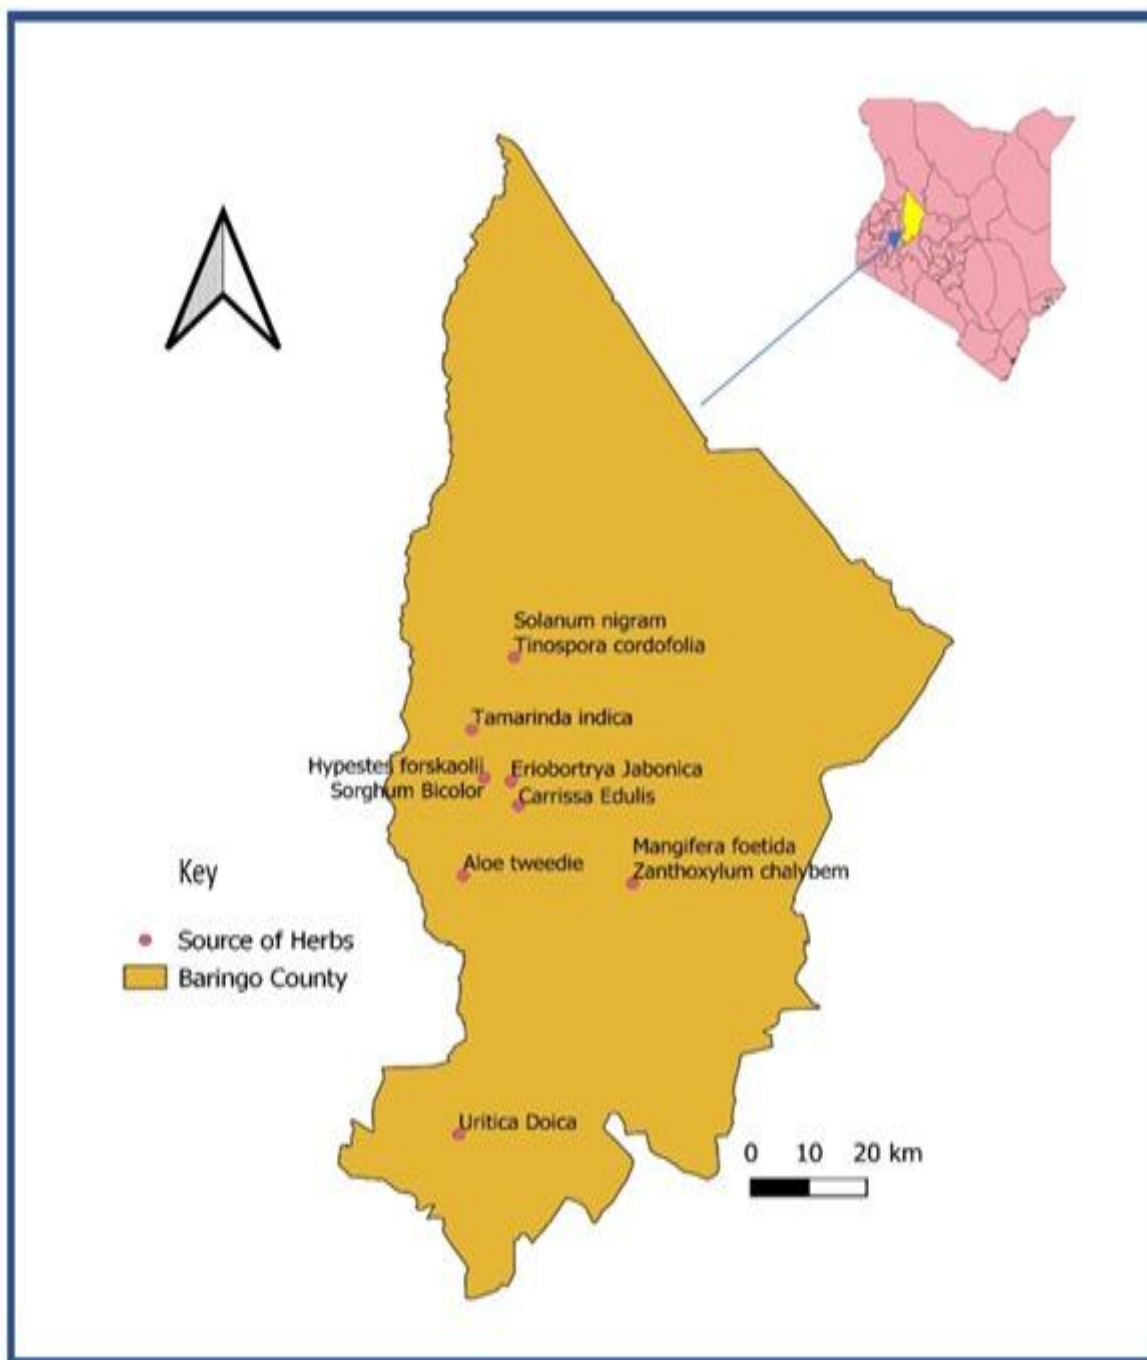 Solanum nigram
Tinospora cordofolia
Tamarinda indica
Hypestes forskaolii
Sorghum Bicolor
Eriobortrya Jabonica
Carrissa Edulis
Mangifera foetida
Zanthoxylum chalybem
Aloe tweedie
Key
Source of Herbs
Baringo County
Uritica Doica
0 10 20 km